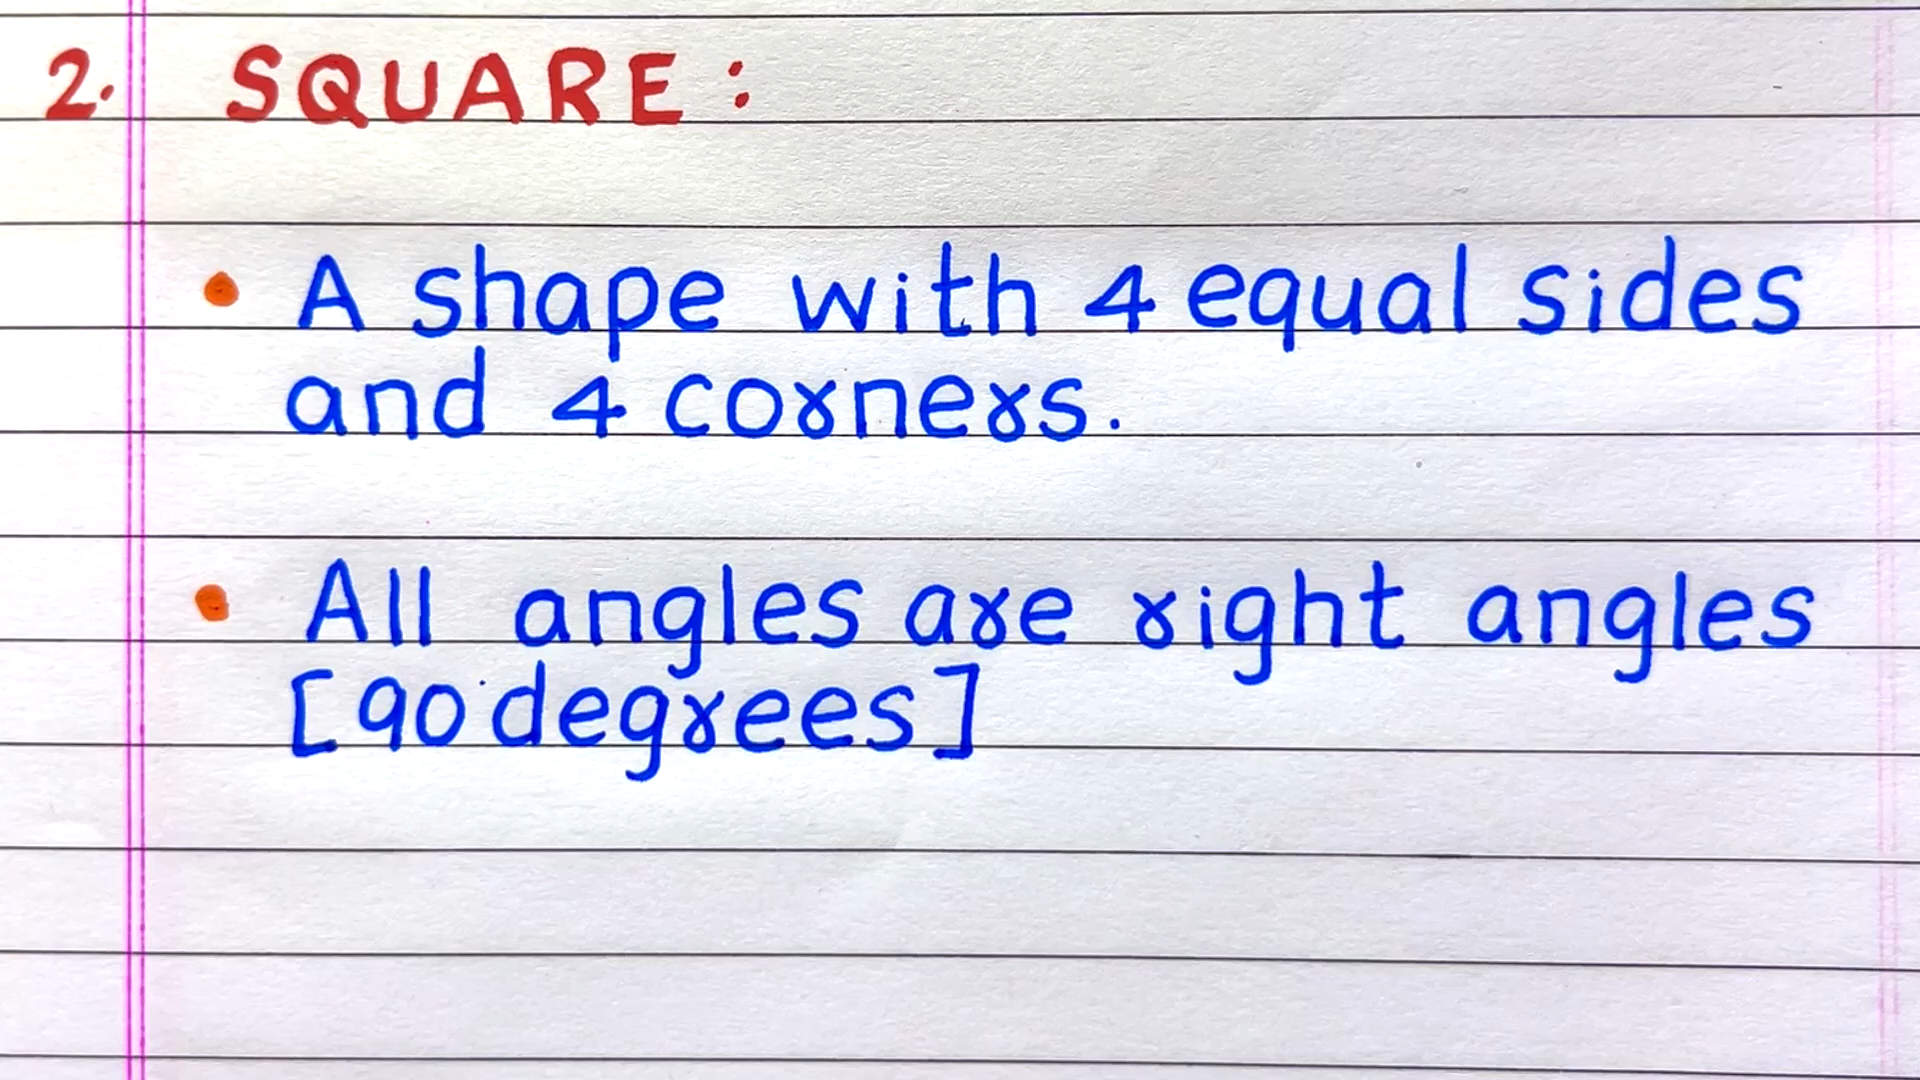 2. SQUARE :
• A shape with 4 equal sides
and 4 corners.
• All angles are right angles
[90 degrees]